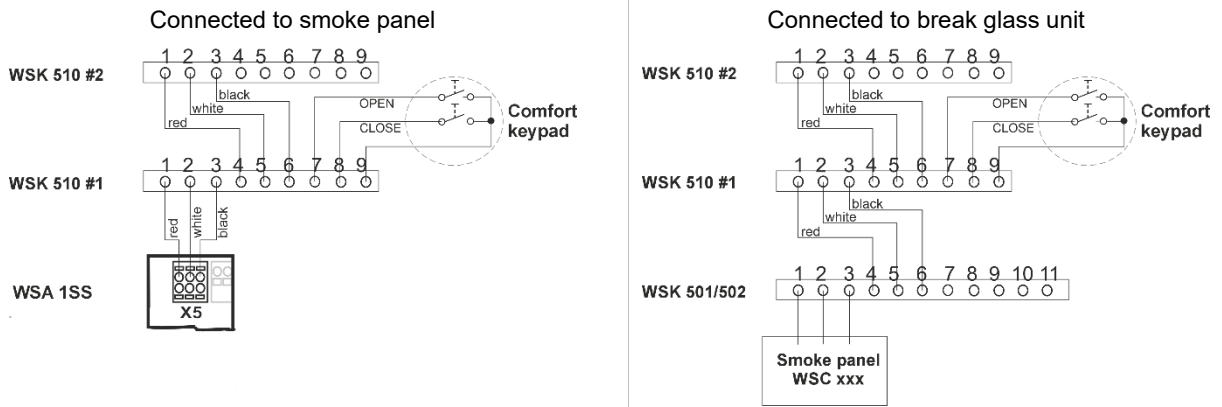 Connected to smoke panel
WSK 510 #2
1 2 3 4 5 6 7 8 9
black
white
red
OPEN
CLOSE
Comfort
keypad
WSK 510 #1
1 2 3 4 5 6 7 8 9
red
white
black
WSA 1SS
X5
Connected to break glass unit
WSK 510 #2
1 2 3 4 5 6 7 8 9
black
white
red
OPEN
CLOSE
Comfort
keypad
WSK 510 #1
1 2 3 4 5 6 7 8 9
black
white
red
WSK 501/502
1 2 3 4 5 6 7 8 9 10 11
Smoke panel
WSC xxx